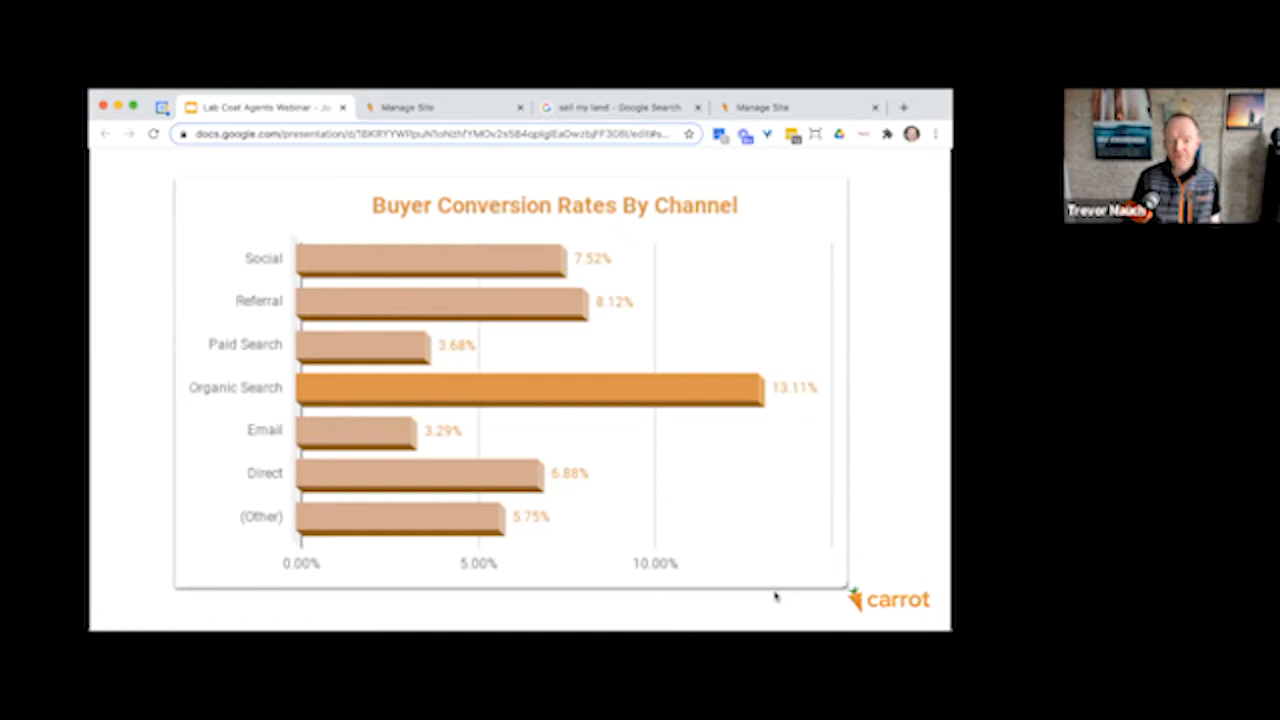 Lab Coat Agents Webinar - Jo
Manage Site
sell my land - Google Search
Manage Site
Buyer Conversion Rates By Channel
Social
7.52%
Referral
8.12%
Paid Search
3.68%
Organic Search
13.11%
Email
3.29%
Direct
6.88%
(Other)
5.75%
0.00%
5.00%
10.00%
carrot
Trevor Mauch